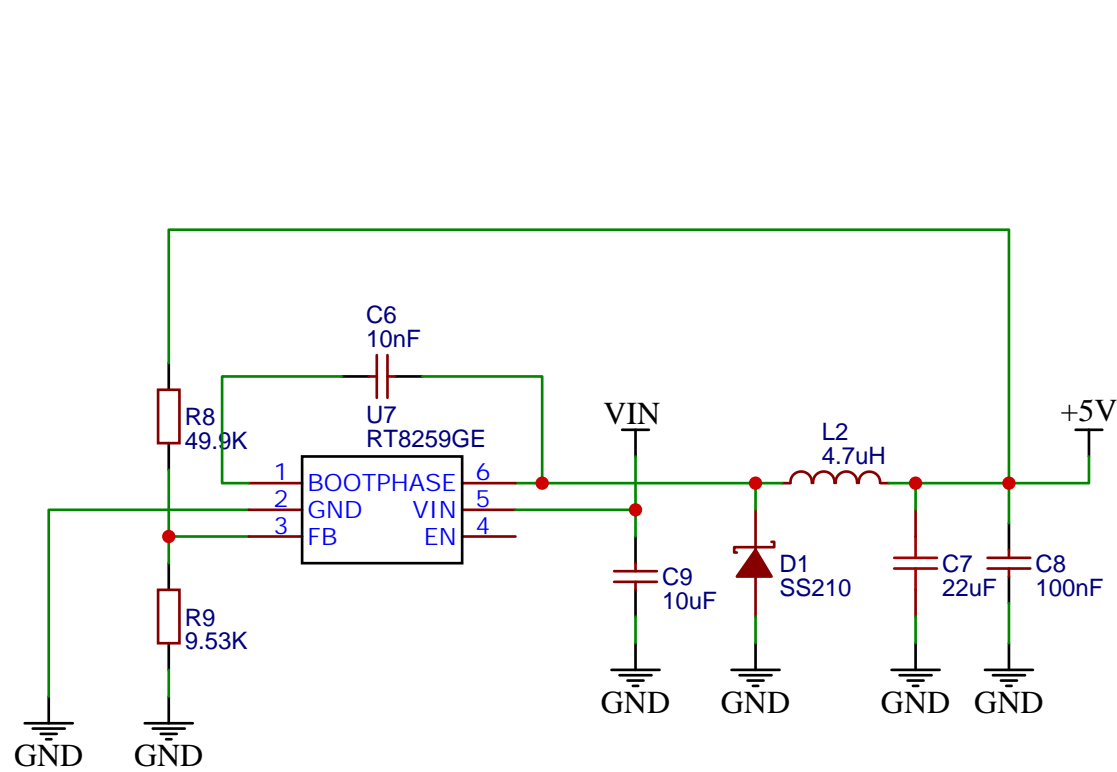 C6
10nF
U7
RT8259GE
R8
49.9K
VIN
+5V
L2
4.7uH
1 BOOT PHASE 6
2 GND VIN 5
3 FB EN 4
C9
10uF
D1
SS210
C7
22uF
C8
100nF
R9
9.53K
GND
GND
GND
GND
GND
GND